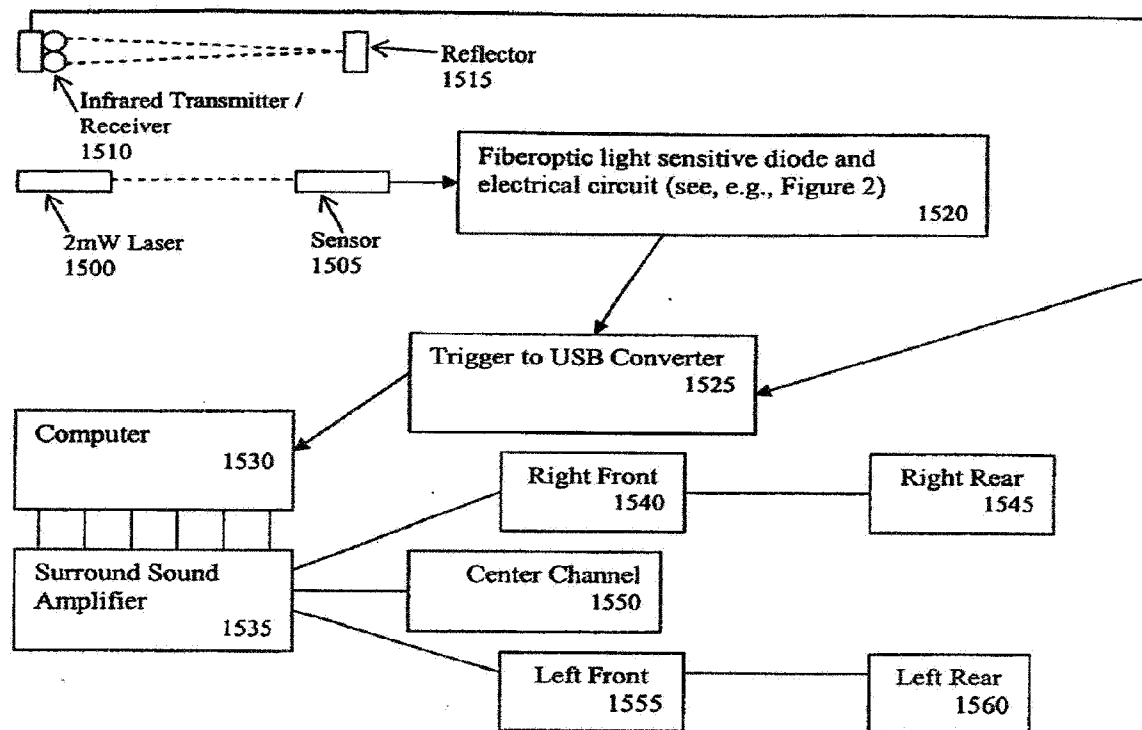 Reflector
1515
Infrared Transmitter /
Receiver
1510
Fiberoptic light sensitive diode and
electrical circuit (see, e.g., Figure 2)
1520
2mW Laser
1500
Sensor
1505
Trigger to USB Converter
1525
Computer
1530
Right Front
1540
Right Rear
1545
Surround Sound
Amplifier
1535
Center Channel
1550
Left Front
1555
Left Rear
1560